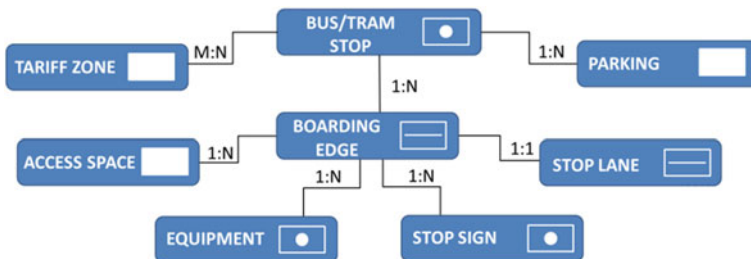 BUS/TRAM
STOP
M:N
1:N
TARIFF ZONE
PARKING
1:N
BOARDING
EDGE
ACCESS SPACE
1:N
1:1
STOP LANE
1:N
1:N
EQUIPMENT
STOP SIGN